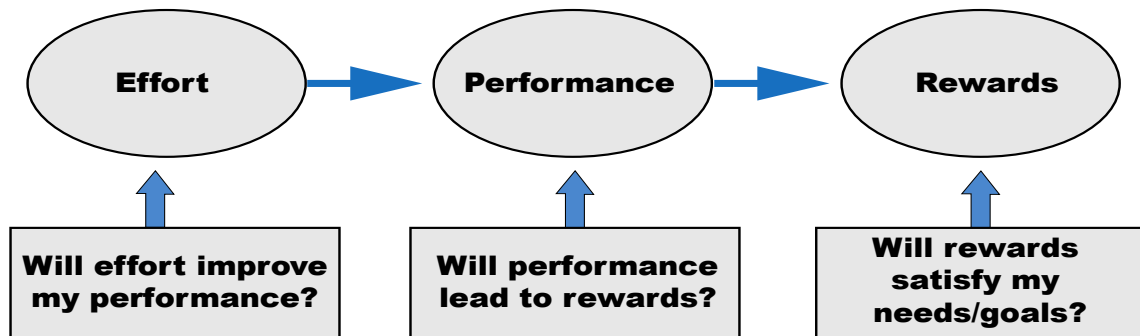 Effort
Performance
Rewards
Will effort improve
my performance?
Will performance
lead to rewards?
Will rewards
satisfy my
needs/goals?